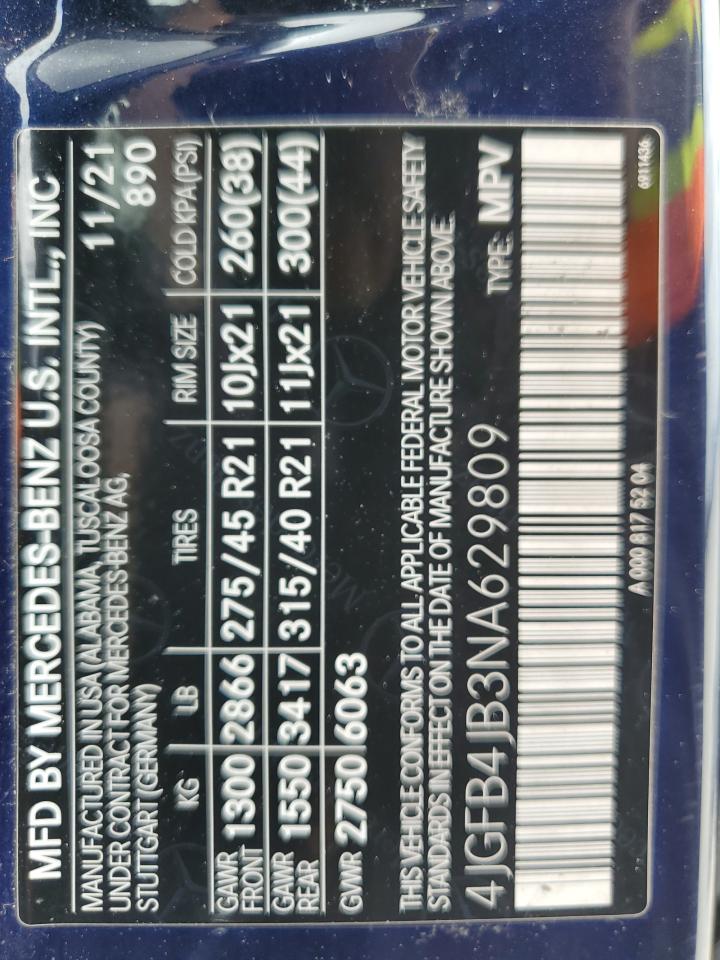 MFD BY MERCEDES-BENZ U.S. INTL., INC
MANUFACTURED IN USA (ALABAMA, TUSCALOOSA COUNTY) 11/21
UNDER CONTRACT FOR MERCEDES-BENZ AG,
STUTTGART (GERMANY) 890
KG LB TIRES RIM SIZE COLD KPA (PSI)
GAWR FRONT 1300 2866 275/45 R21 10Jx21 260(38)
GAWR REAR 1550 3417 315/40 R21 11Jx21 300(44)
GVWR 2750 6063
THIS VEHICLE CONFORMS TO ALL APPLICABLE FEDERAL MOTOR VEHICLE SAFETY
STANDARDS IN EFFECT ON THE DATE OF MANUFACTURE SHOWN ABOVE.
4JGFB4JB3NA629809 TYPE: MPV
A 000 817 52 04 6911436